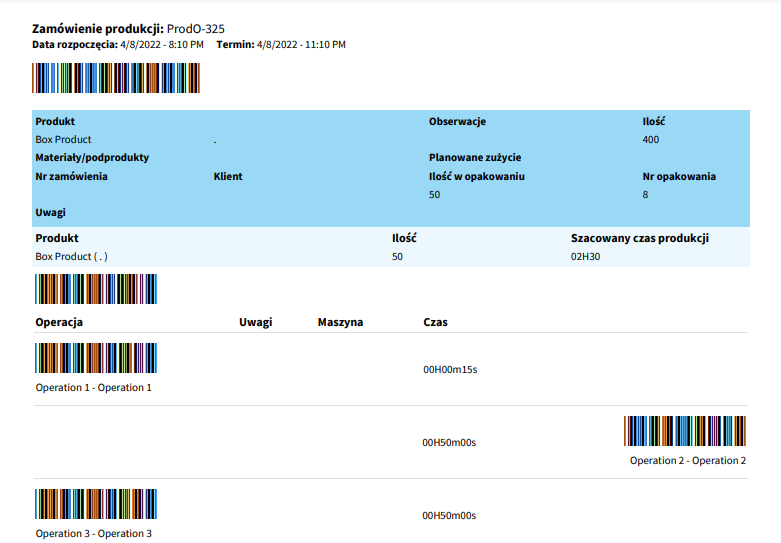 Zamówienie produkcji: ProdO-325
Data rozpoczęcia: 4/8/2022 - 8:10 PM Termin: 4/8/2022 - 11:10 PM
Produkt Obserwacje Ilość
Box Product . 400
Materiały/podprodukty Planowane zużycie
Nr zamówienia Klient Ilość w opakowaniu Nr opakowania
50 8
Uwagi
Produkt Ilość Szacowany czas produkcji
Box Product ( . ) 50 02H30
Operacja Uwagi Maszyna Czas
00H00m15s
Operation 1 - Operation 1
00H50m00s
Operation 2 - Operation 2
00H50m00s
Operation 3 - Operation 3